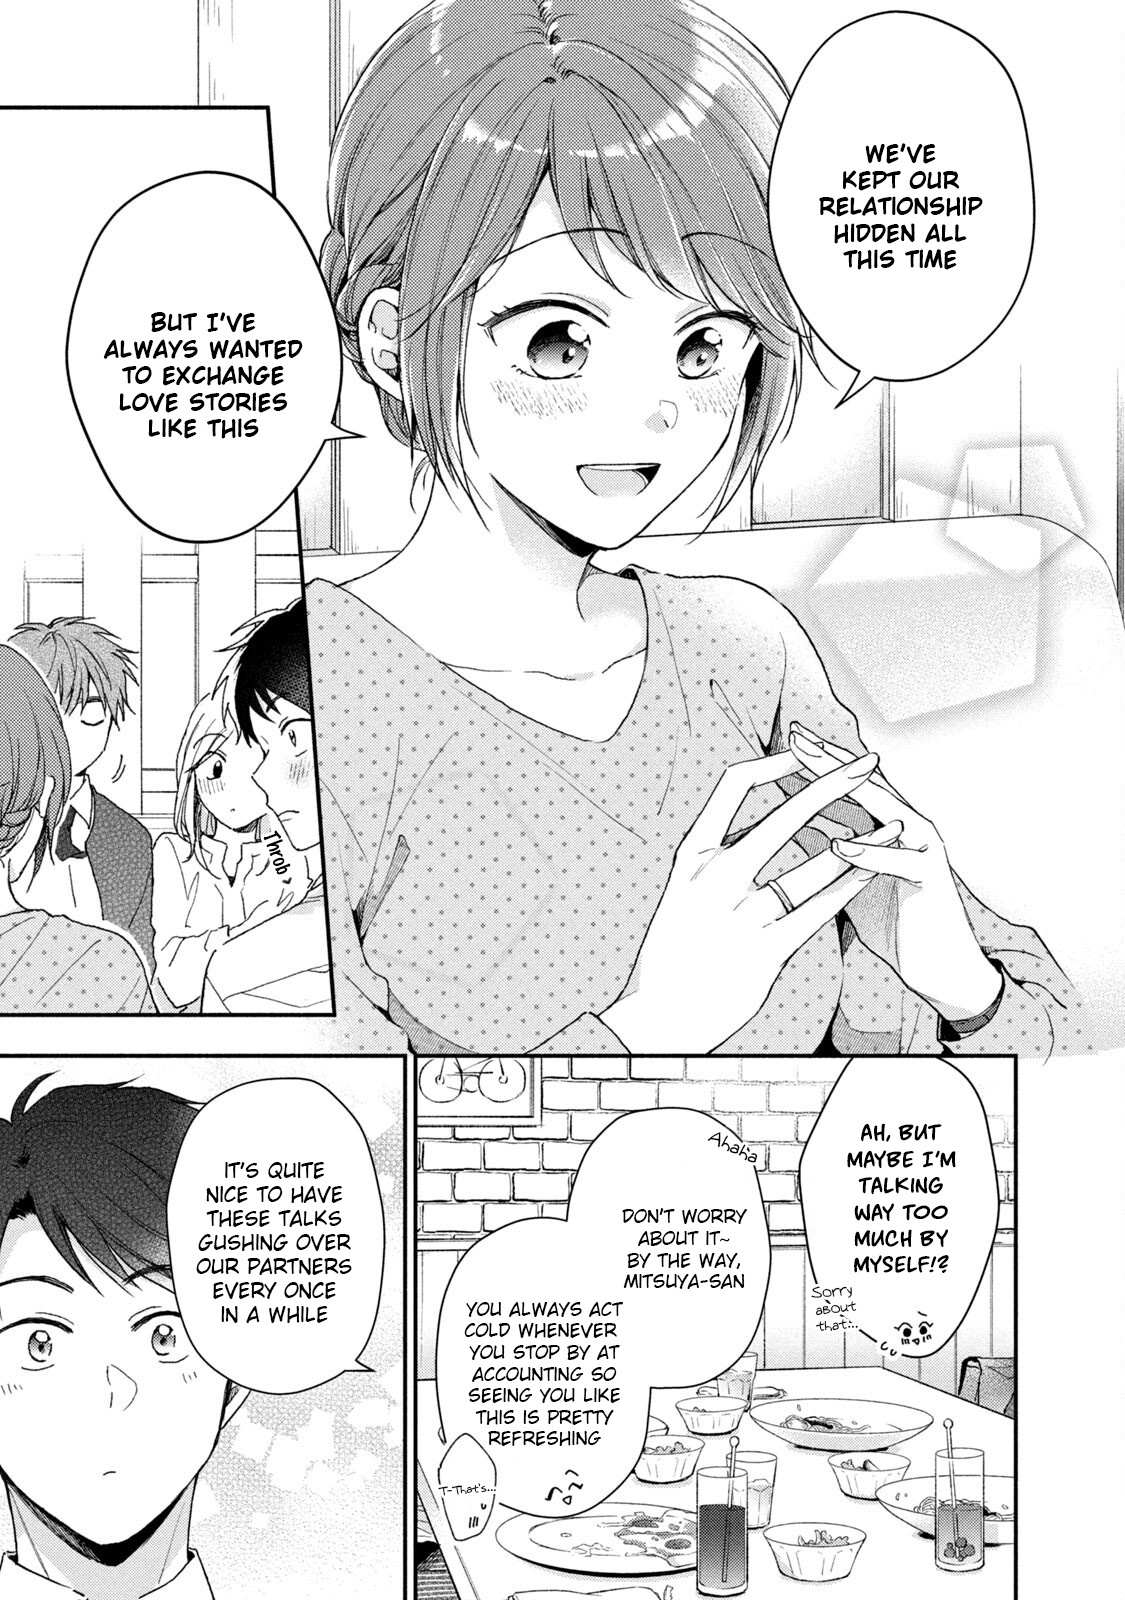 WE'VE
KEPT OUR
RELATIONSHIP
HIDDEN ALL
THIS TIME
BUT I'VE
ALWAYS WANTED
TO EXCHANGE
LOVE STORIES
LIKE THIS
Throb
AH, BUT
MAYBE I'M
TALKING
WAY TOO
MUCH BY
MYSELF!?
Sorry
about
that...
Ahaha
DON'T WORRY
ABOUT IT~
BY THE WAY,
MITSUYA-SAN
YOU ALWAYS ACT
COLD WHENEVER
YOU STOP BY AT
ACCOUNTING SO
SEEING YOU LIKE
THIS IS PRETTY
REFRESHING
T-That's...
IT'S QUITE
NICE TO HAVE
THESE TALKS
GUSHING OVER
OUR PARTNERS
EVERY ONCE
IN A WHILE